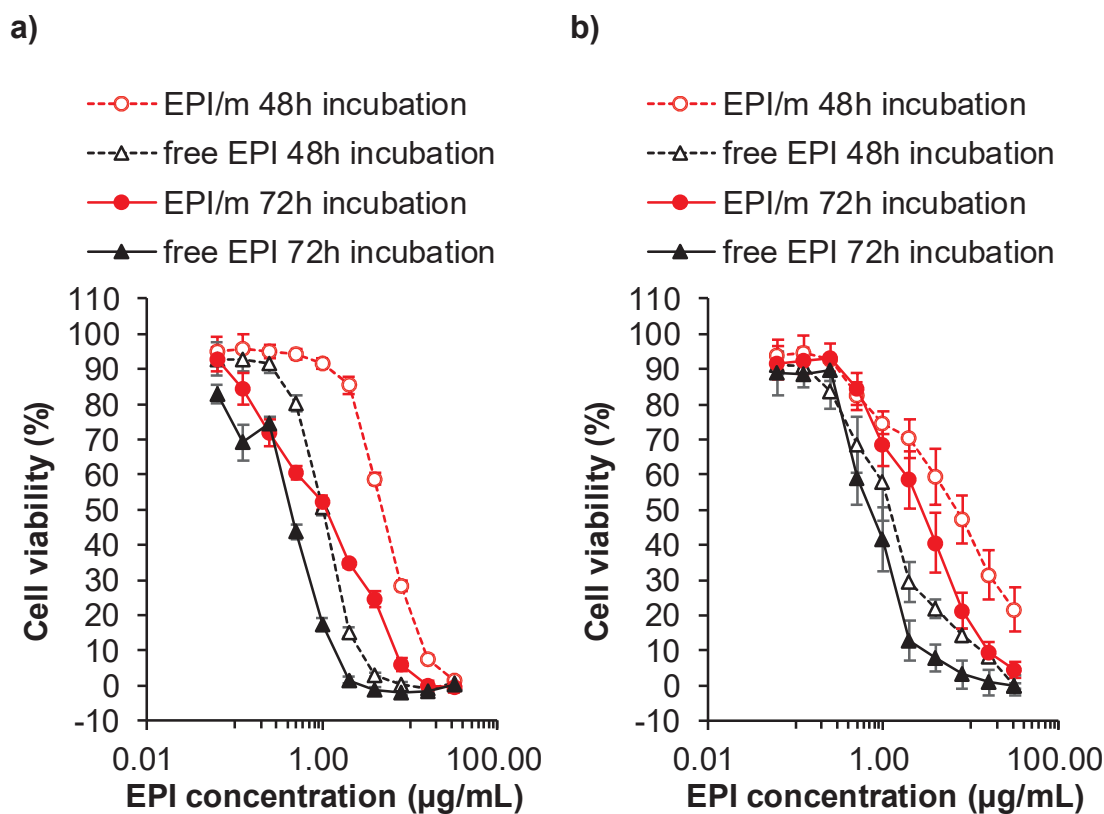 a)
EPI/m 48h incubation
free EPI 48h incubation
EPI/m 72h incubation
free EPI 72h incubation
110
100
90
80
70
60
50
40
30
20
10
0
-10
Cell viability (%)
0.01
1.00
100.00
EPI concentration (µg/mL)
b)
EPI/m 48h incubation
free EPI 48h incubation
EPI/m 72h incubation
free EPI 72h incubation
110
100
90
80
70
60
50
40
30
20
10
0
-10
Cell viability (%)
0.01
1.00
100.00
EPI concentration (µg/mL)